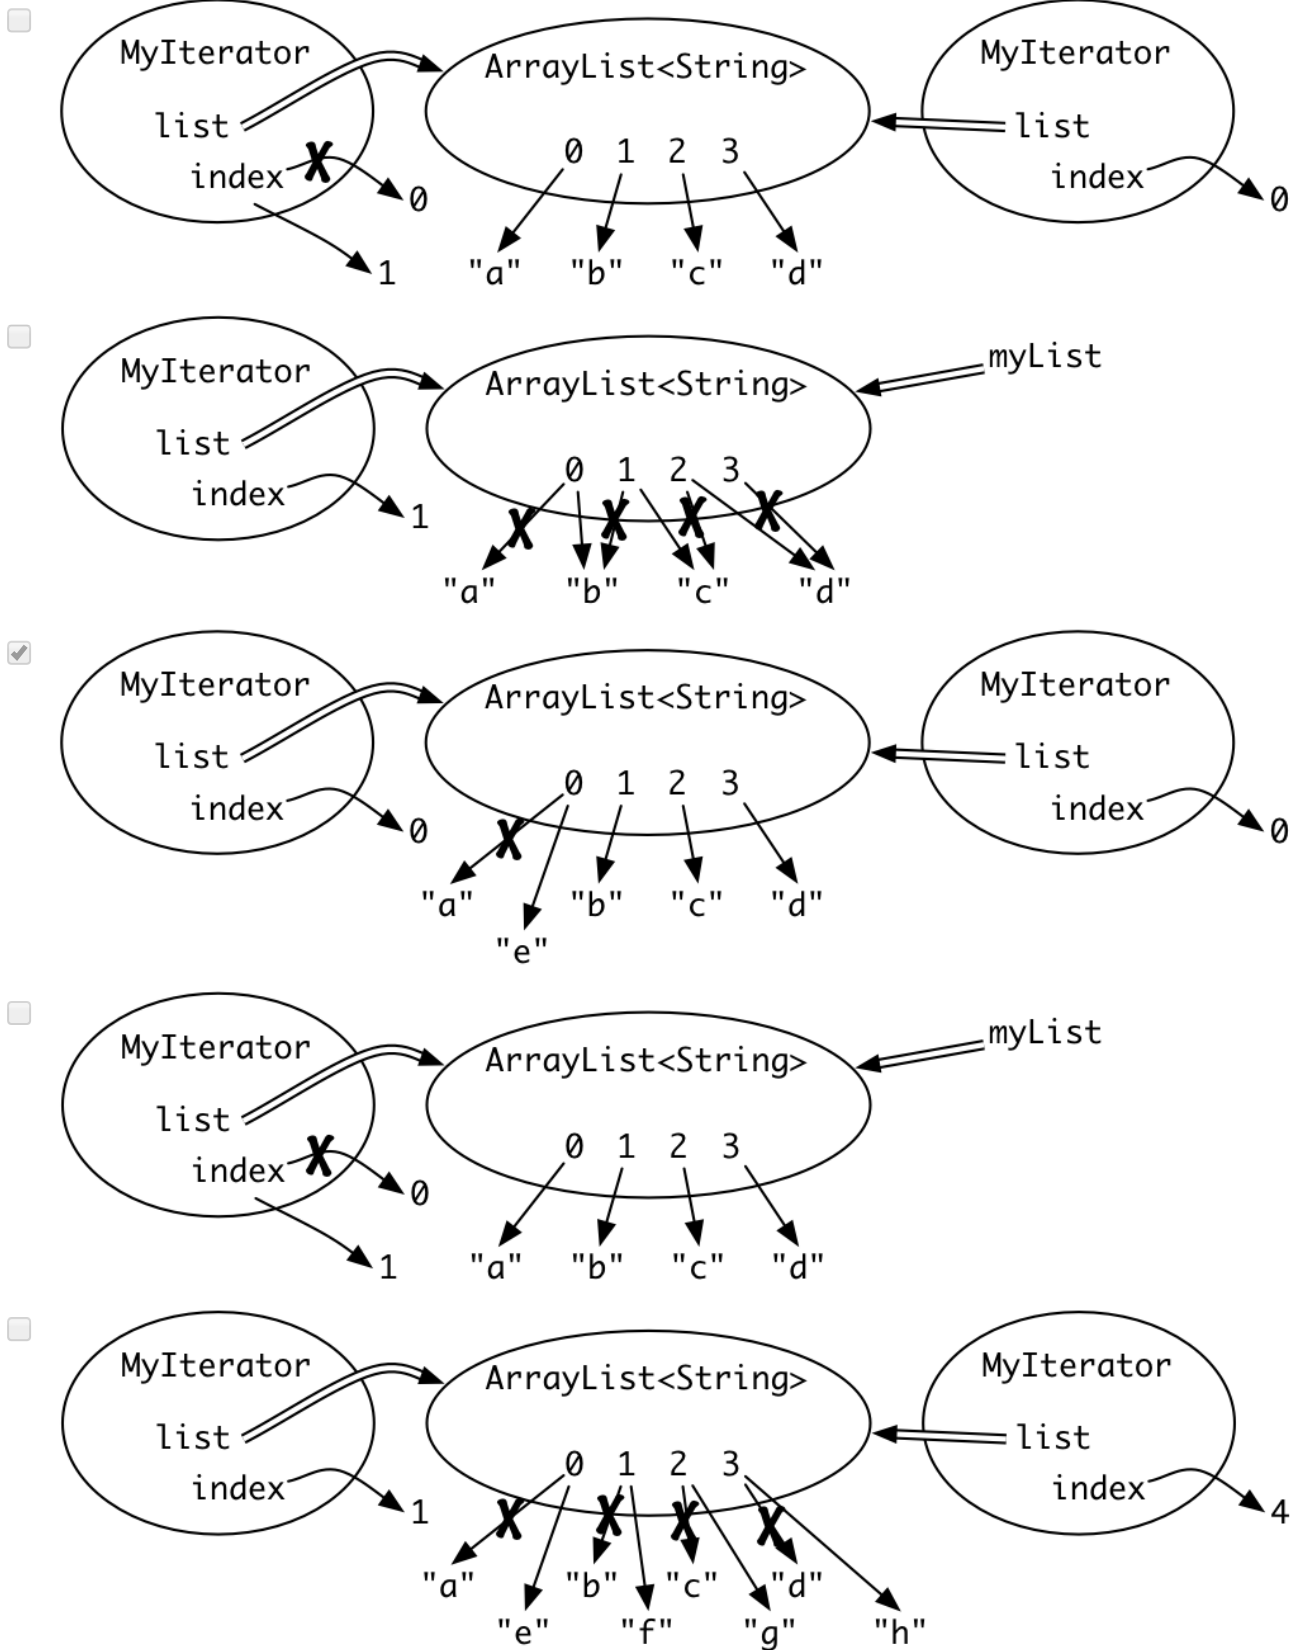 MyIterator ArrayList<String> MyIterator
list list
0 1 2 3
index index
0 0
"a" "b" "c" "d"
1
myList
MyIterator ArrayList<String>
list
0 1 2 3
index
1
"a" "b" "c" "d"
MyIterator ArrayList<String> MyIterator
list list
0 1 2 3
index index
0 0
"a" "b" "c" "d"
"e"
myList
MyIterator ArrayList<String>
list
0 1 2 3
index
0
"a" "b" "c" "d"
1
MyIterator ArrayList<String> MyIterator
list list
0 1 2 3
index index
1 4
"a" "b" "c" "d"
"e" "f" "g" "h"